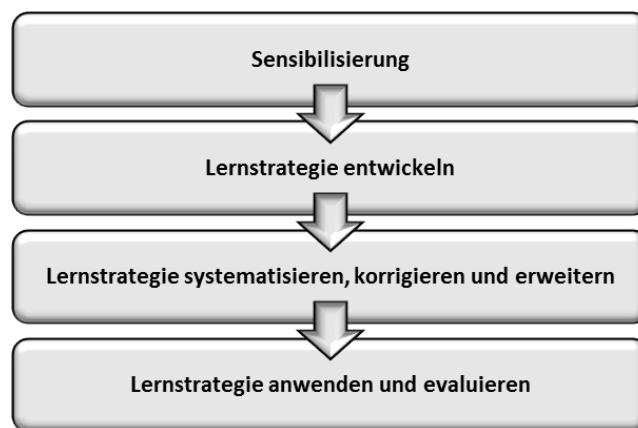 Sensibilisierung
Lernstrategie entwickeln
Lernstrategie systematisieren, korrigieren und erweitern
Lernstrategie anwenden und evaluieren